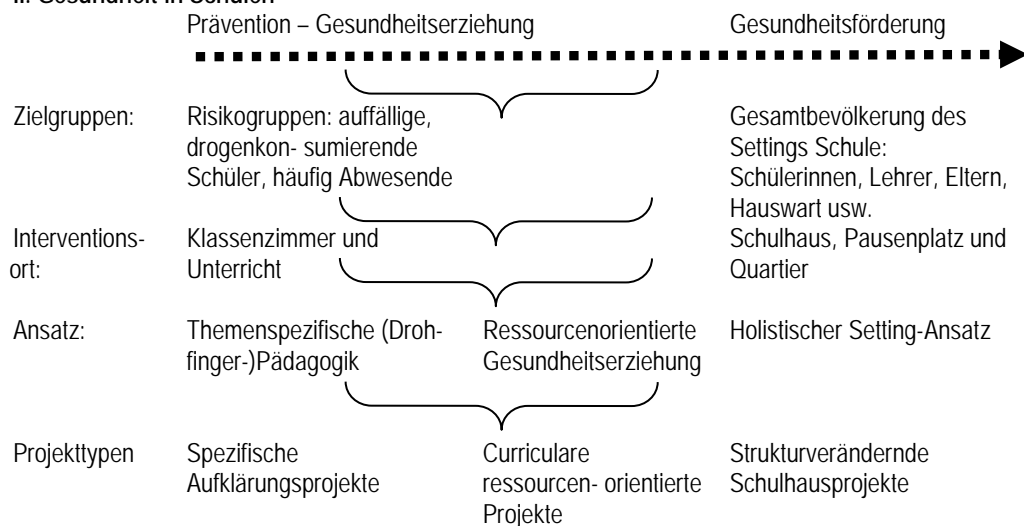 Prävention – Gesundheitserziehung Gesundheitsförderung
Zielgruppen: Risikogruppen: auffällige, Gesamtbevölkerung des
drogenkon- sumierende Settings Schule:
Schüler, häufig Abwesende Schülerinnen, Lehrer, Eltern,
Hauswart usw.
Interventions- Klassenzimmer und Schulhaus, Pausenplatz und
ort: Unterricht Quartier
Ansatz: Themenspezifische (Droh- Ressourcenorientierte Holistischer Setting-Ansatz
finger-)Pädagogik Gesundheitserziehung
Projekttypen Spezifische Curriculare Strukturverändernde
Aufklärungsprojekte ressourcen- orientierte Schulhausprojekte
Projekte